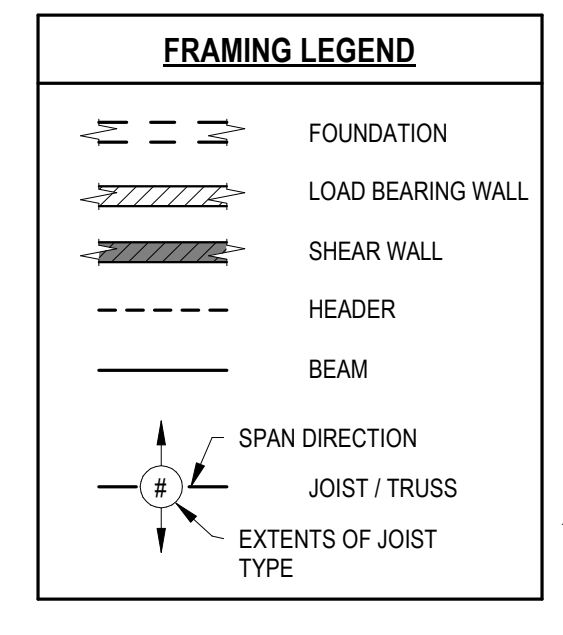 FRAMING LEGEND
FOUNDATION
LOAD BEARING WALL
SHEAR WALL
HEADER
BEAM
SPAN DIRECTION
#
JOIST / TRUSS
EXTENTS OF JOIST
TYPE